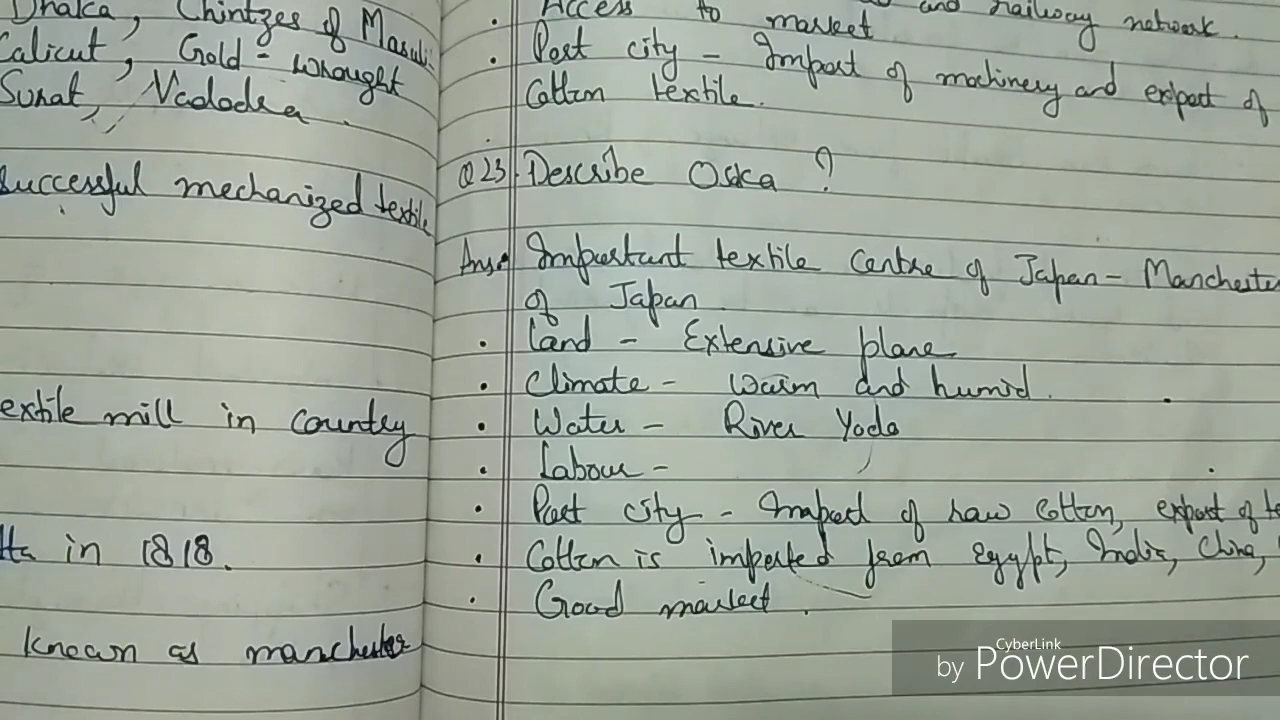 Dhaka, Chintzes of Masuli
Calicut, Gold - wrought
Surat, Vadodra.
successful mechanized textile
extile mill in country
tta in 1818.
known as manchester
Access to market and railway network.
Port city - Import of machinery and export of
Cotton textile.
Q23. Describe Oska ?
Ans. Important textile centre of Japan - Mancheste
of Japan
• Land - Extensive plane
• Climate - warm and humid.
• Water - River Yodo
• Labour -
• Port city - Import of raw cotton, export of te
• Cotton is imported from Egypt, India, China,
• Good market.
CyberLink
by PowerDirector